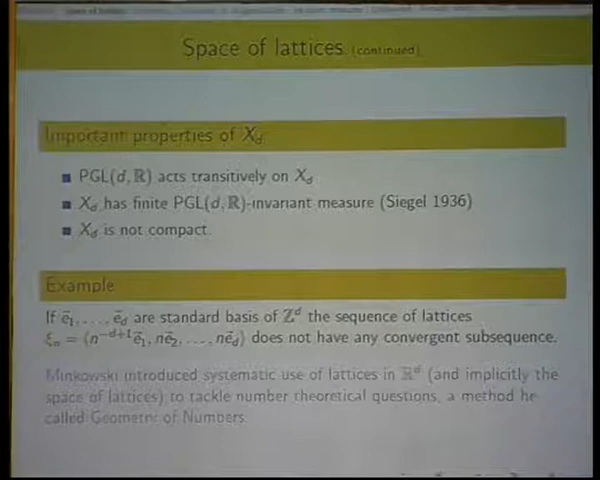 Space of lattices (continued)
Important properties of X_d
PGL(d, ℝ) acts transitively on X_d
X_d has finite PGL(d, ℝ)-invariant measure (Siegel 1936)
X_d is not compact.
Example
If e⃗₁, . . . , e⃗_d are standard basis of ℤ^d the sequence of lattices
ξ_n = ⟨n^{-d+1}e⃗₁, ne⃗₂, . . . , ne⃗_d⟩ does not have any convergent subsequence.
Minkowski introduced systematic use of lattices in ℝ^d (and implicitly the
space of lattices) to tackle number theoretical questions, a method he
called Geometry of Numbers.